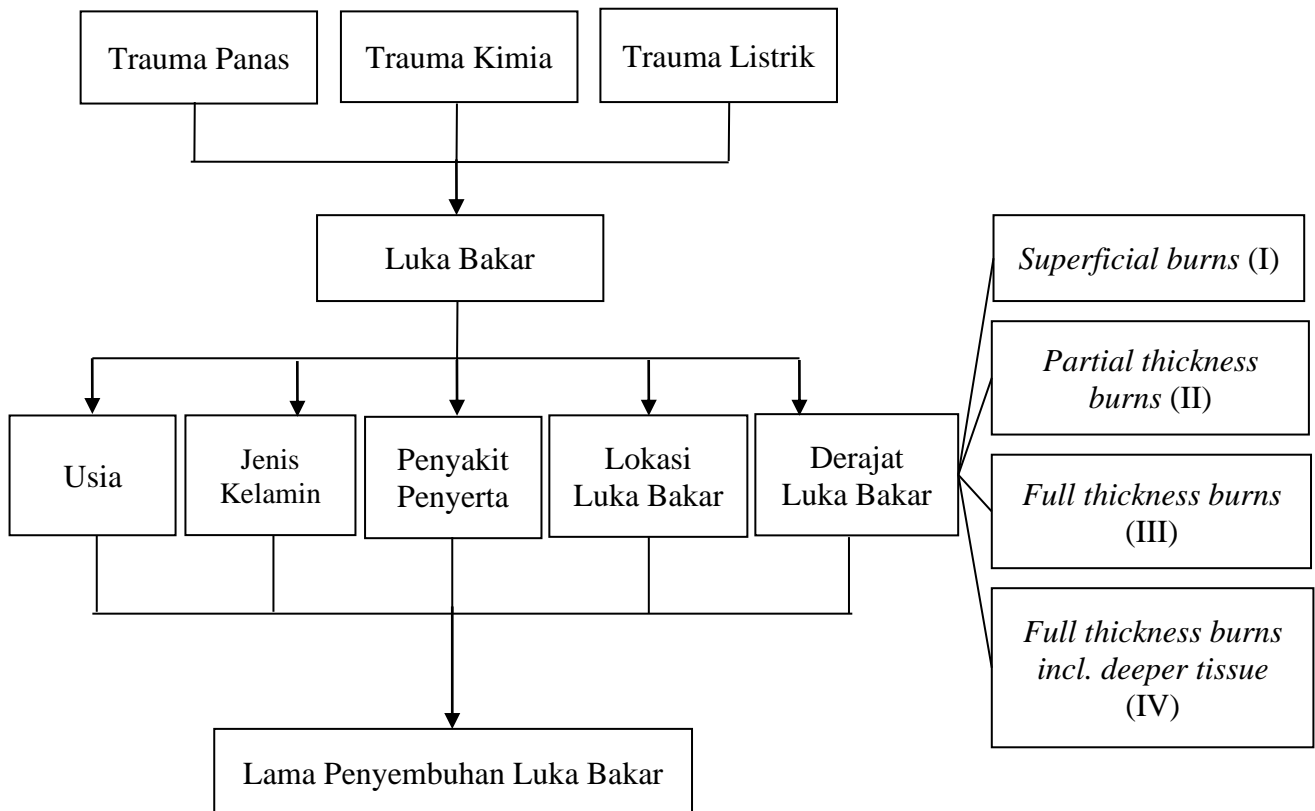 Trauma Panas
Trauma Kimia
Trauma Listrik
Luka Bakar
Superficial burns (I)
Partial thickness
burns (II)
Full thickness burns
(III)
Full thickness burns
incl. deeper tissue
(IV)
Usia
Jenis
Kelamin
Penyakit
Penyerta
Lokasi
Luka Bakar
Derajat
Luka Bakar
Lama Penyembuhan Luka Bakar